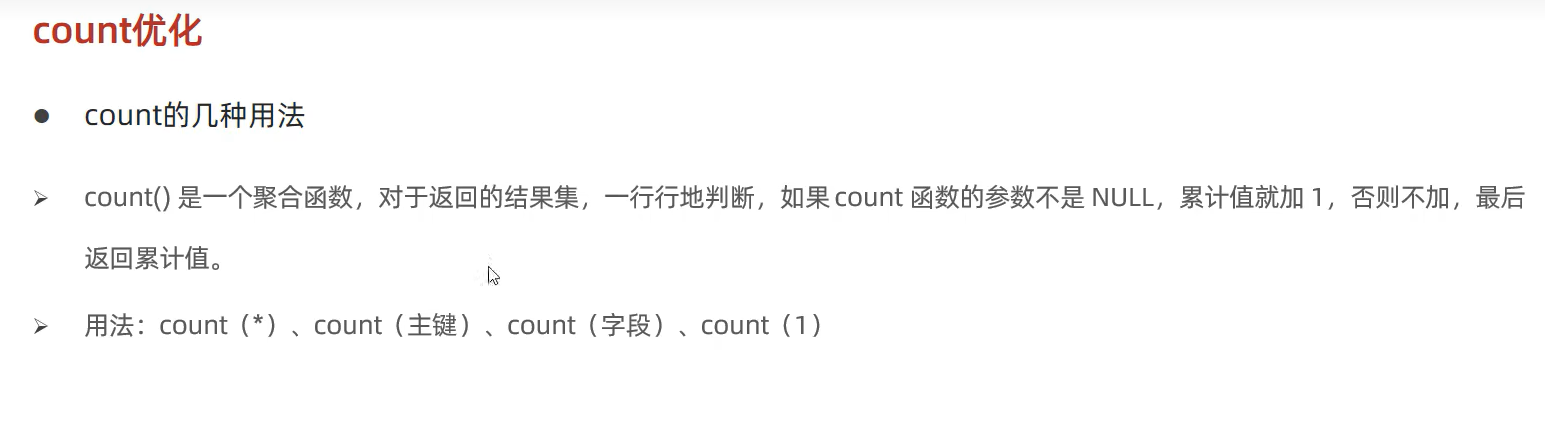 count优化
count的几种用法
count() 是一个聚合函数，对于返回的结果集，一行行地判断，如果 count 函数的参数不是 NULL，累计值就加 1，否则不加，最后
返回累计值。
用法：count（*）、count（主键）、count（字段）、count（1）